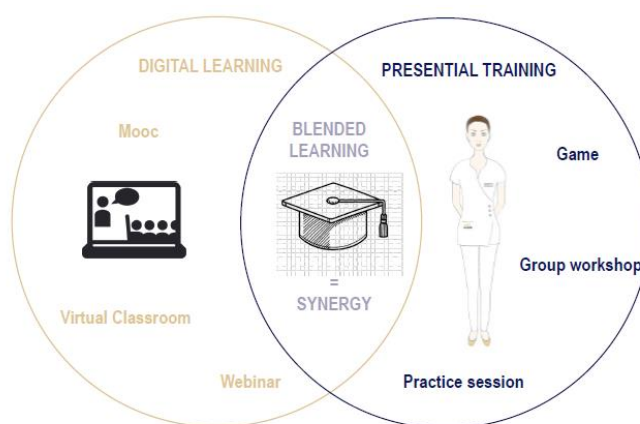 DIGITAL LEARNING
PRESENTIAL TRAINING
Mooc
BLENDED
LEARNING
Game
Group workshop
=
SYNERGY
Virtual Classroom
Webinar
Practice session